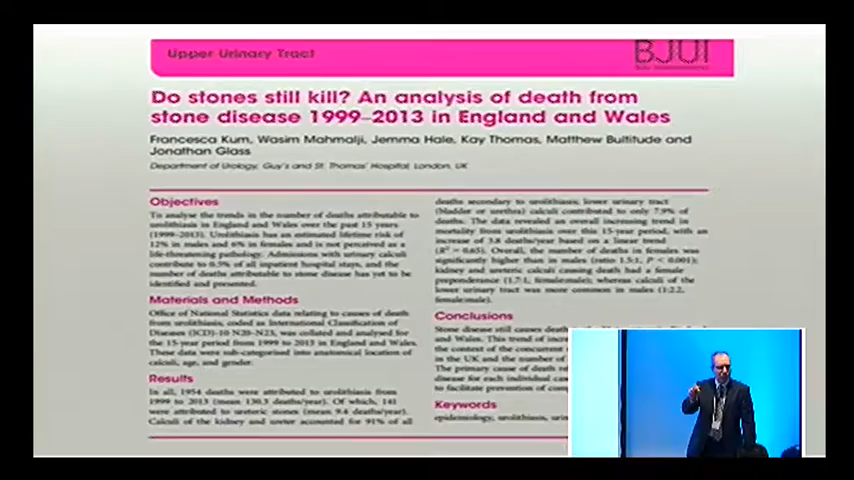 Upper Urinary Tract
BJUI
Do stones still kill? An analysis of death from
stone disease 1999–2013 in England and Wales
Francesca Kum, Wasim Mahmalji, Jemma Hale, Kay Thomas, Matthew Bultitude and
Jonathan Glass
Department of Urology, Guy's and St. Thomas' Hospital, London, UK
Objectives
To analyse the trends in the number of deaths attributable to
urolithiasis in England and Wales over the past 15 years
(1999–2013). Urolithiasis has an estimated lifetime risk of
12% in males and 6% in females and is not perceived as a
life-threatening pathology. Admissions with urinary calculi
contribute to 0.5% of all inpatient hospital stays, and the
number of deaths attributable to stone disease has yet to be
identified and presented.
Materials and Methods
Office of National Statistics data relating to causes of death
from urolithiasis, coded as International Classification of
Diseases (ICD)-10 N20–N23, was collated and analysed for
the 15-year period from 1999 to 2013 in England and Wales.
These data were sub-categorised into anatomical location of
calculi, age, and gender.
Results
In all, 1954 deaths were attributed to urolithiasis from
1999 to 2013 (mean 130.3 deaths/year). Of which, 141
were attributed to ureteric stones (mean 9.4 deaths/year).
Calculi of the kidney and ureter accounted for 91% of all
deaths secondary to urolithiasis; lower urinary tract
(bladder or urethra) calculi contributed to only 7.9% of
deaths. The data revealed an overall increasing trend in
mortality from urolithiasis over this 15-year period, with an
increase of 3.8 deaths/year based on a linear trend
(R² = 0.65). Overall, the number of deaths in females was
significantly higher than in males (ratio 1.5:1, P < 0.001);
kidney and ureteric calculi causing death had a female
preponderance (1.7:1, female:male); whereas calculi of the
lower urinary tract was more common in males (1:2.2,
female:male).
Conclusions
Stone disease still causes
and Wales. This trend of
the context of the concurrent
in the UK and the number of
The primary cause of death
disease for each individual
to facilitate prevention of
Keywords
epidemiology, urolithiasis,